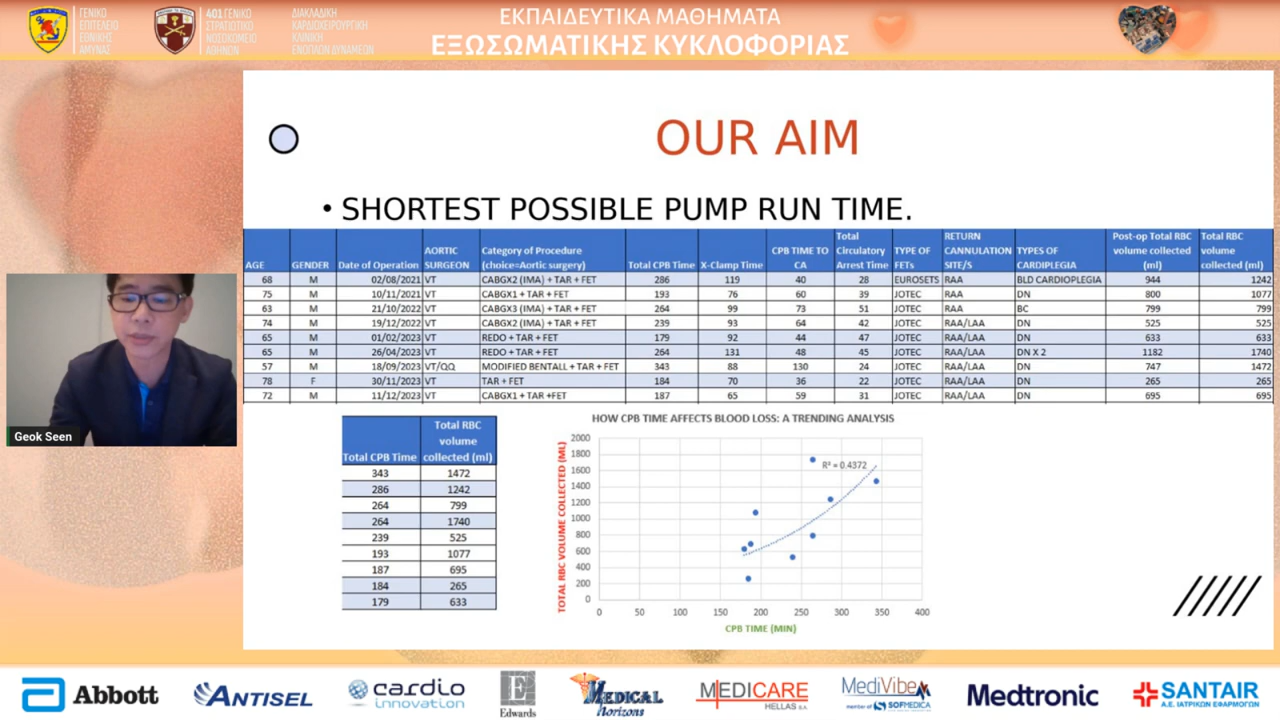 ΓΕΝΙΚΟ
ΕΠΙΤΕΛΕΙΟ
ΕΘΝΙΚΗΣ
ΑΜΥΝΑΣ
401 ΓΕΝΙΚΟ
ΣΤΡΑΤΙΩΤΙΚΟ
ΝΟΣΟΚΟΜΕΙΟ
ΑΘΗΝΩΝ
ΔΙΑΚΛΑΔΙΚΗ
ΚΑΡΔΙΟΧΕΙΡΟΥΡΓΙΚΗ
ΚΛΙΝΙΚΗ
ΕΝΟΠΛΩΝ ΔΥΝΑΜΕΩΝ
ΕΚΠΑΙΔΕΥΤΙΚΑ ΜΑΘΗΜΑΤΑ
ΕΞΩΣΩΜΑΤΙΚΗΣ ΚΥΚΛΟΦΟΡΙΑΣ
OUR AIM
• SHORTEST POSSIBLE PUMP RUN TIME.
AGE GENDER Date of Operation AORTIC SURGEON Category of Procedure (choice=Aortic surgery) Total CPB Time X-Clamp Time CPB TIME TO CA Total Circulatory Arrest Time TYPE OF FETs RETURN CANNULATION SITE/S TYPES OF CARDIPLEGIA Post-op Total RBC volume collected (ml) Total RBC volume collected (ml)
68 M 02/08/2021 VT CABGX2 (IMA) + TAR + FET 286 119 40 28 EUROSETS RAA BLD CARDIOPLEGIA 944 1242
75 M 10/11/2021 VT CABGX1 + TAR + FET 193 76 60 39 JOTEC RAA DN 800 1077
63 M 21/10/2022 VT CABGX3 (IMA) + TAR + FET 264 99 73 51 JOTEC RAA BC 799 799
74 M 19/12/2022 VT CABGX2 (IMA) + TAR + FET 239 93 64 42 JOTEC RAA/LAA DN 525 525
65 M 01/02/2023 VT REDO + TAR + FET 179 92 44 47 JOTEC RAA/LAA DN 633 633
65 M 26/04/2023 VT REDO + TAR + FET 264 131 48 45 JOTEC RAA/LAA DN X 2 1182 1740
57 M 18/09/2023 VT/QQ MODIFIED BENTALL + TAR + FET 343 88 130 24 JOTEC RAA/LAA DN 747 1472
78 F 30/11/2023 VT TAR + FET 184 70 36 22 JOTEC RAA/LAA DN 265 265
72 M 11/12/2023 VT CABGX1 + TAR +FET 187 65 59 31 JOTEC RAA/LAA DN 695 695
Geok Seen
Total CPB Time Total RBC volume collected (ml)
343 1472
286 1242
264 799
264 1740
239 525
193 1077
187 695
184 265
179 633
HOW CPB TIME AFFECTS BLOOD LOSS: A TRENDING ANALYSIS
TOTAL RBC VOLUME COLLECTED (ML)
2000
1800
1600
1400
1200
1000
800
600
400
200
0
R² = 0.4372
0 50 100 150 200 250 300 350 400
CPB TIME (MIN)
Abbott
ANTISEL
cardio
innovation
E
Edwards
MEDICAL
Horizons
MEDICARE
HELLAS S.A.
MediVibe
member of SOFMEDICA
Medtronic
SANTAIR
Α.Ε. ΙΑΤΡΙΚΩΝ ΕΦΑΡΜΟΓΩΝ